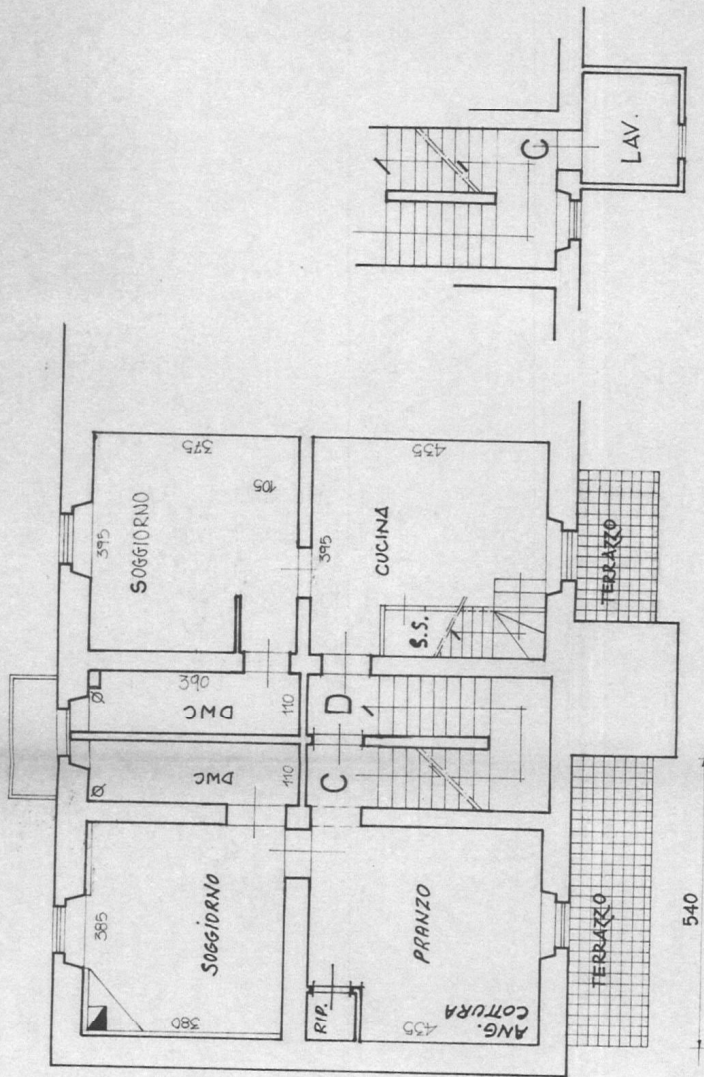 LAV.
C
SOGGIORNO
375
105
395
CUCINA
435
395
S.S.
TERRAZZO
DWC
390
110
D
DWC
110
C
SOGGIORNO
385
380
PRANZO
RIP.
ANG.
COTTURA
435
TERRAZZO
540